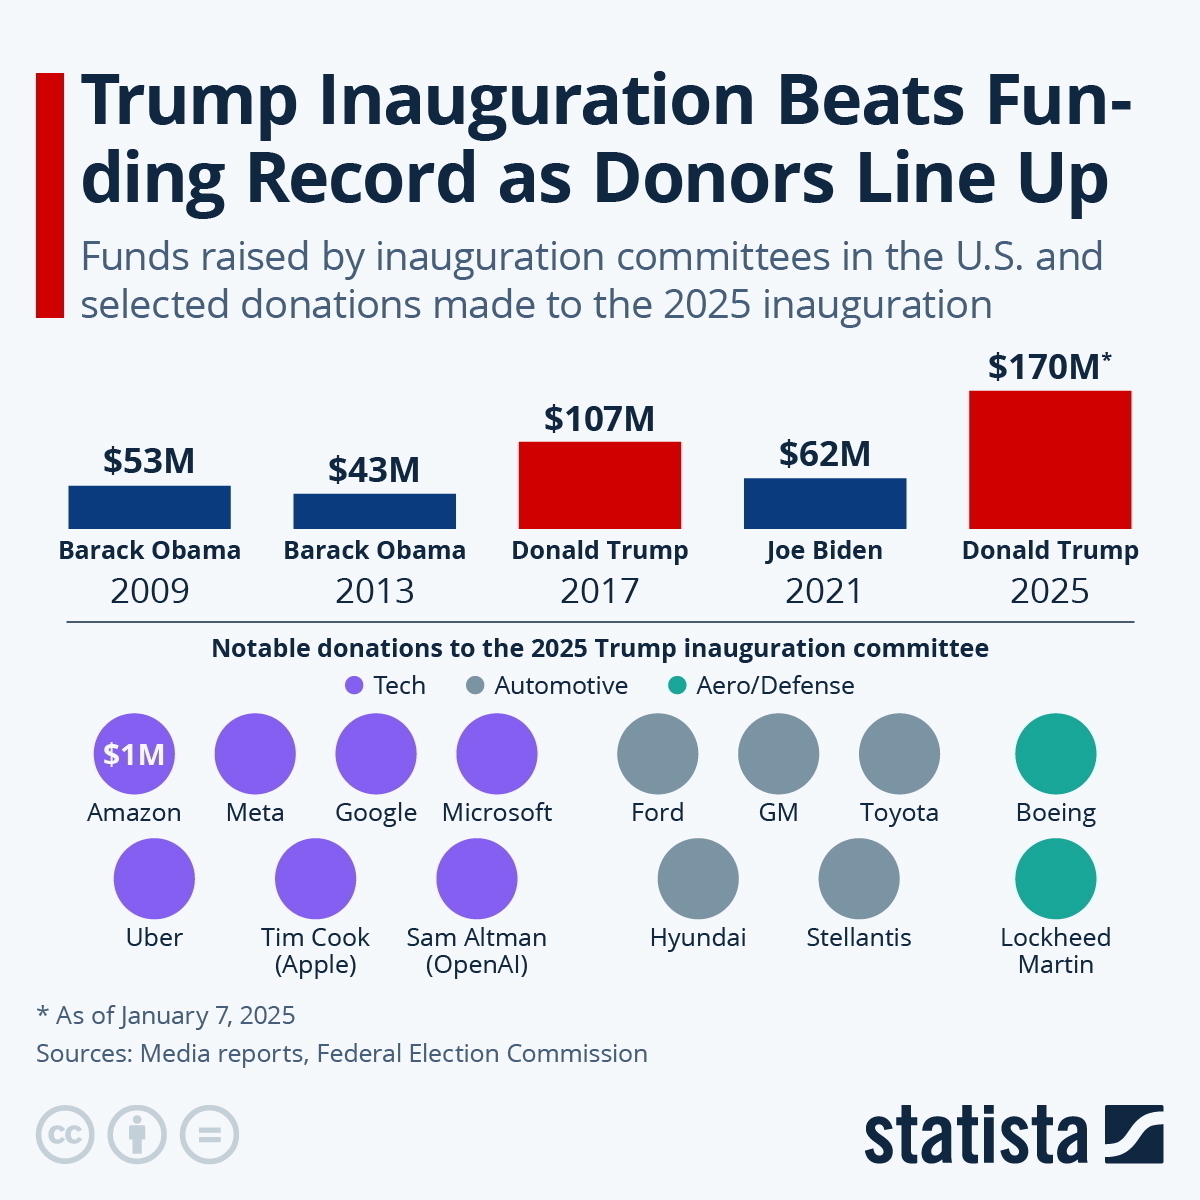 Trump Inauguration Beats Fun-
ding Record as Donors Line Up
Funds raised by inauguration committees in the U.S. and
selected donations made to the 2025 inauguration
$53M
$43M
$107M
$62M
$170M*
Barack Obama
2009
Barack Obama
2013
Donald Trump
2017
Joe Biden
2021
Donald Trump
2025
Notable donations to the 2025 Trump inauguration committee
Tech
Automotive
Aero/Defense
$1M
Amazon
Meta
Google
Microsoft
Ford
GM
Toyota
Boeing
Uber
Tim Cook
(Apple)
Sam Altman
(OpenAI)
Hyundai
Stellantis
Lockheed
Martin
* As of January 7, 2025
Sources: Media reports, Federal Election Commission
cc
statista